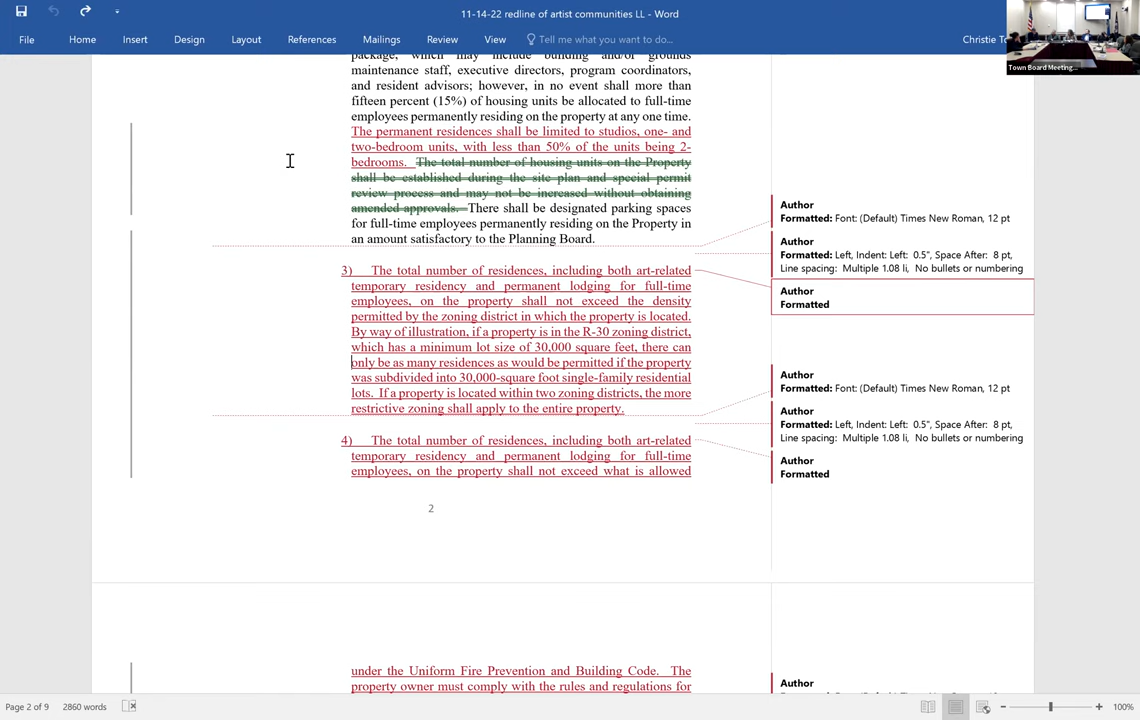 11-14-22 redline of artist communities LL - Word
File Home Insert Design Layout References Mailings Review View Tell me what you want to do... Christie To
Town Board Meeting...
package, which may include building and/or grounds
maintenance staff, executive directors, program coordinators,
and resident advisors; however, in no event shall more than
fifteen percent (15%) of housing units be allocated to full-time
employees permanently residing on the property at any one time.
The permanent residences shall be limited to studios, one- and
two-bedroom units, with less than 50% of the units being 2-
bedrooms. The total number of housing units on the Property
shall be established during the site plan and special permit
review process and may not be increased without obtaining
amended approvals. There shall be designated parking spaces
for full-time employees permanently residing on the Property in
an amount satisfactory to the Planning Board.
3) The total number of residences, including both art-related
temporary residency and permanent lodging for full-time
employees, on the property shall not exceed the density
permitted by the zoning district in which the property is located.
By way of illustration, if a property is in the R-30 zoning district,
which has a minimum lot size of 30,000 square feet, there can
only be as many residences as would be permitted if the property
was subdivided into 30,000-square foot single-family residential
lots. If a property is located within two zoning districts, the more
restrictive zoning shall apply to the entire property.
4) The total number of residences, including both art-related
temporary residency and permanent lodging for full-time
employees, on the property shall not exceed what is allowed
2
under the Uniform Fire Prevention and Building Code. The
property owner must comply with the rules and regulations for
Author
Formatted: Font: (Default) Times New Roman, 12 pt
Author
Formatted: Left, Indent: Left: 0.5", Space After: 8 pt,
Line spacing: Multiple 1.08 li, No bullets or numbering
Author
Formatted
Author
Formatted: Font: (Default) Times New Roman, 12 pt
Author
Formatted: Left, Indent: Left: 0.5", Space After: 8 pt,
Line spacing: Multiple 1.08 li, No bullets or numbering
Author
Formatted
Author
Page 2 of 9 2860 words 100%